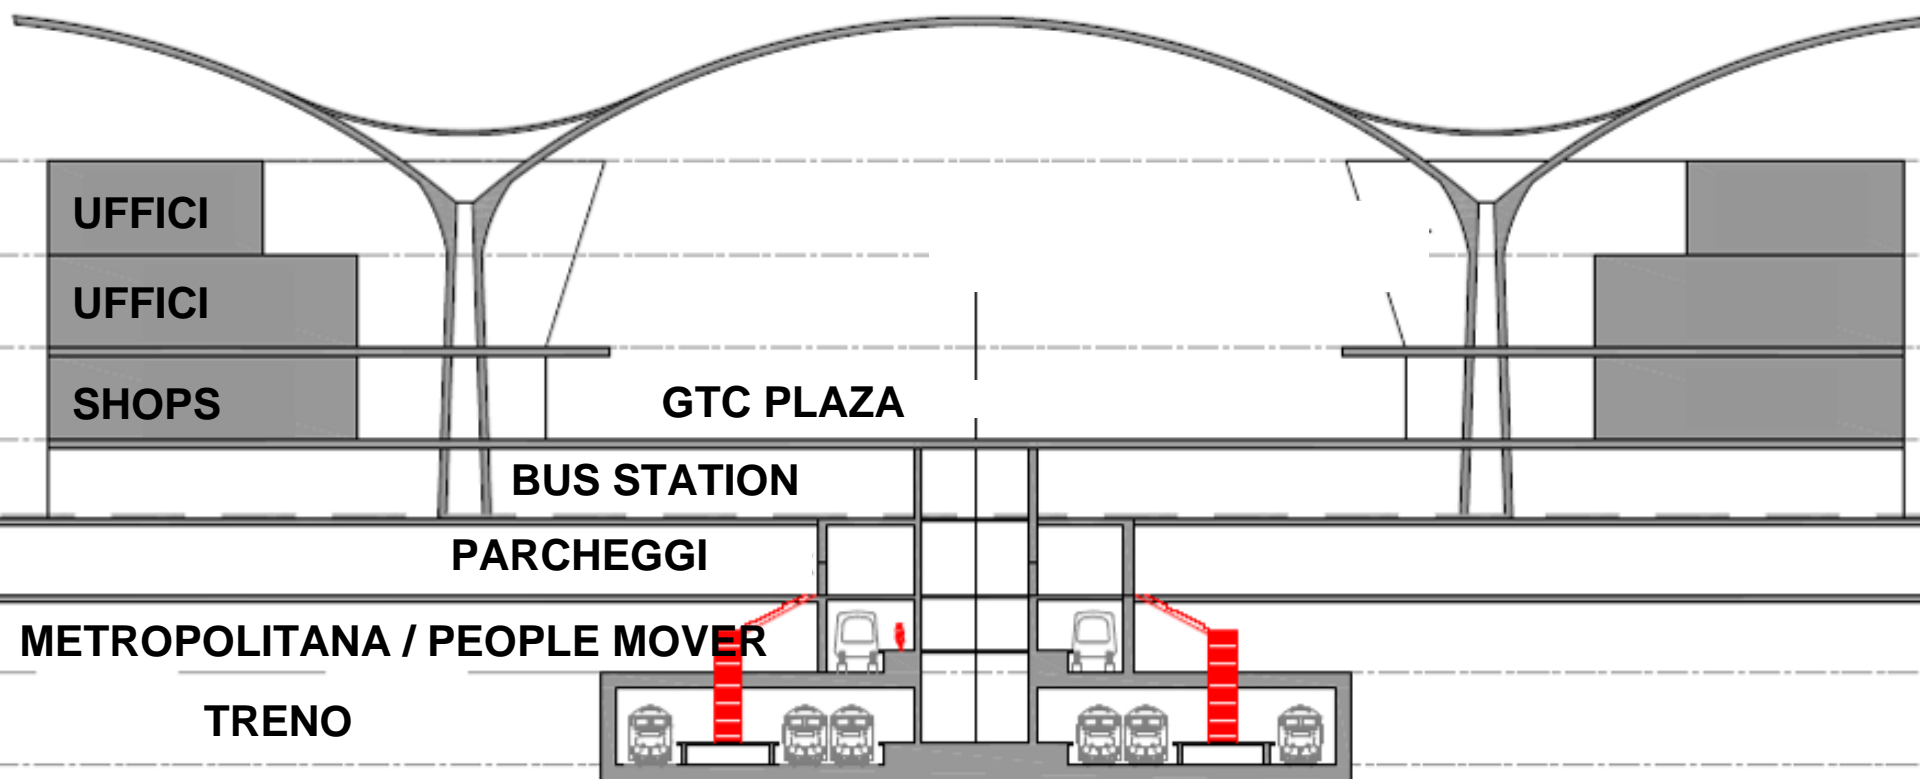 UFFICI
UFFICI
SHOPS
GTC PLAZA
BUS STATION
PARCHEGGI
METROPOLITANA / PEOPLE MOVER
TRENO